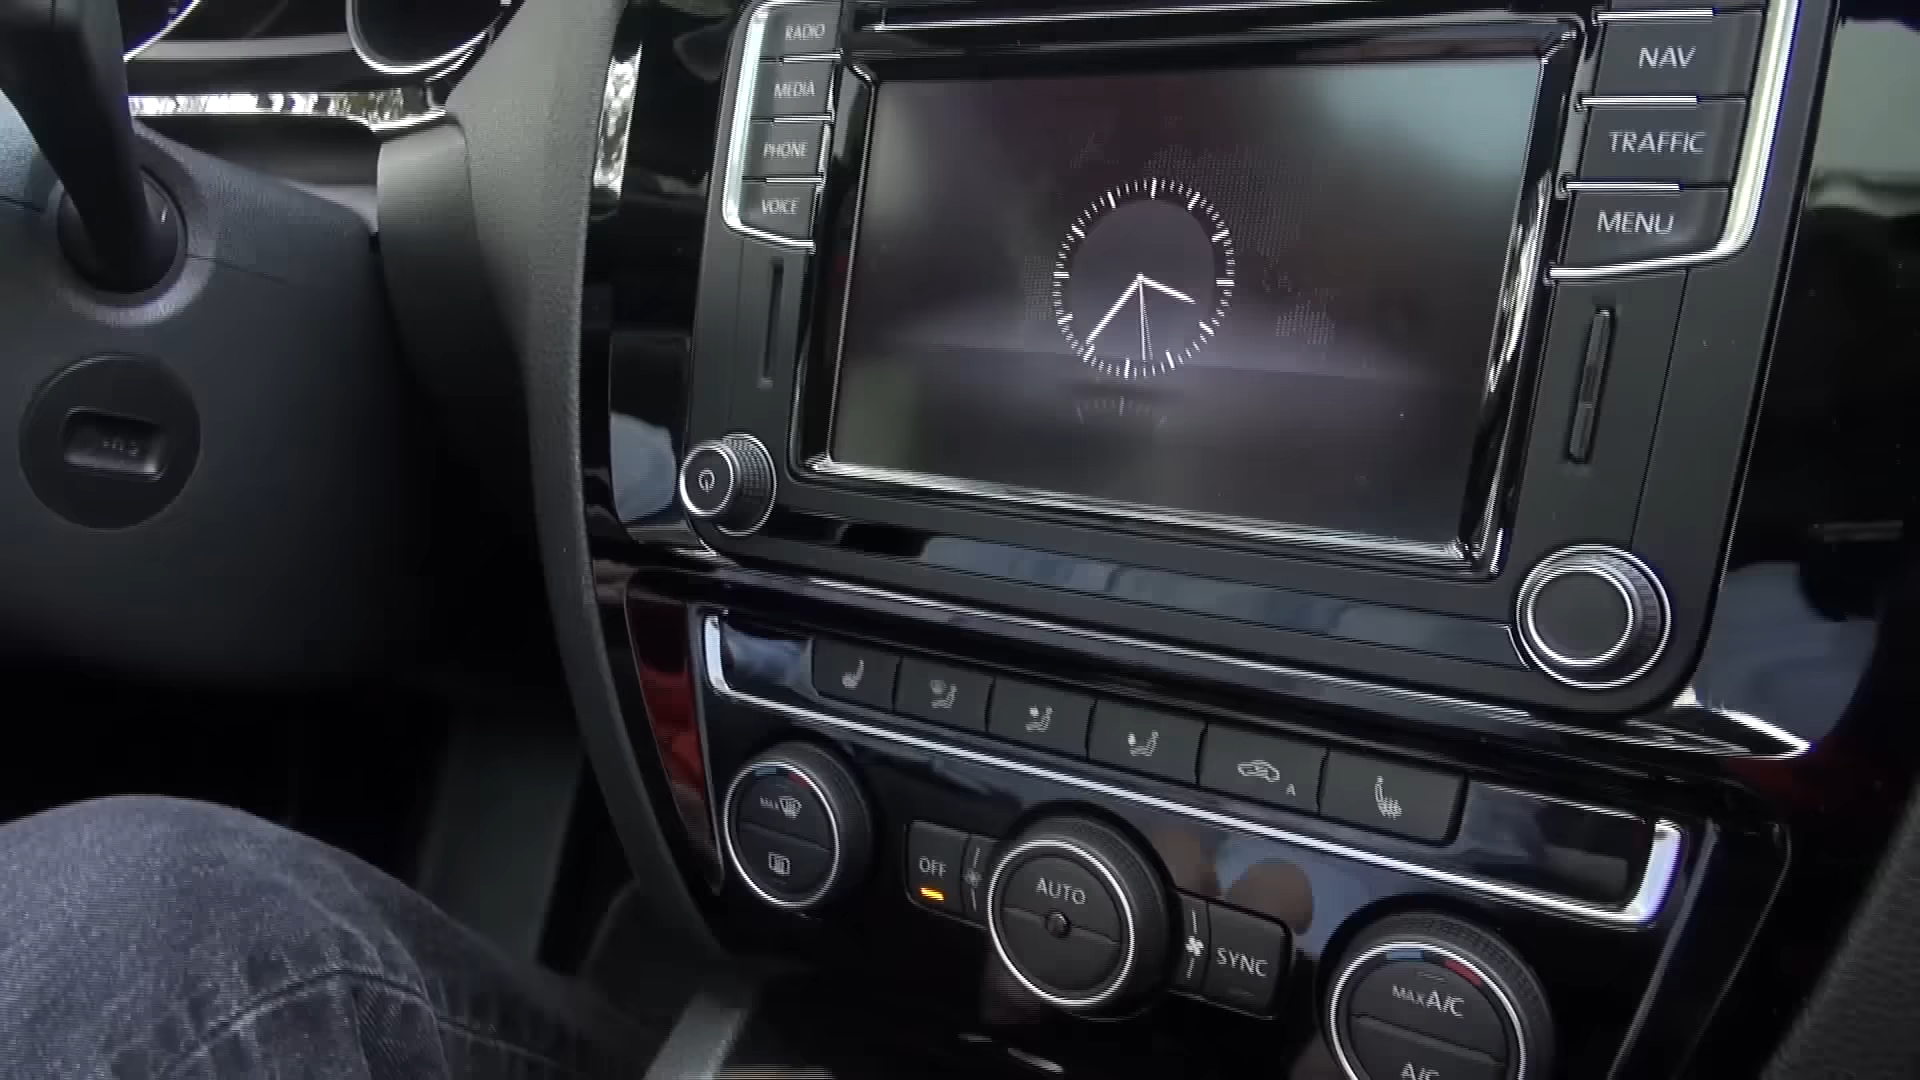 RADIO
MEDIA
PHONE
VOICE
NAV
TRAFFIC
MENU
A
MAX
OFF
AUTO
SYNC
MAX A/C
A/C